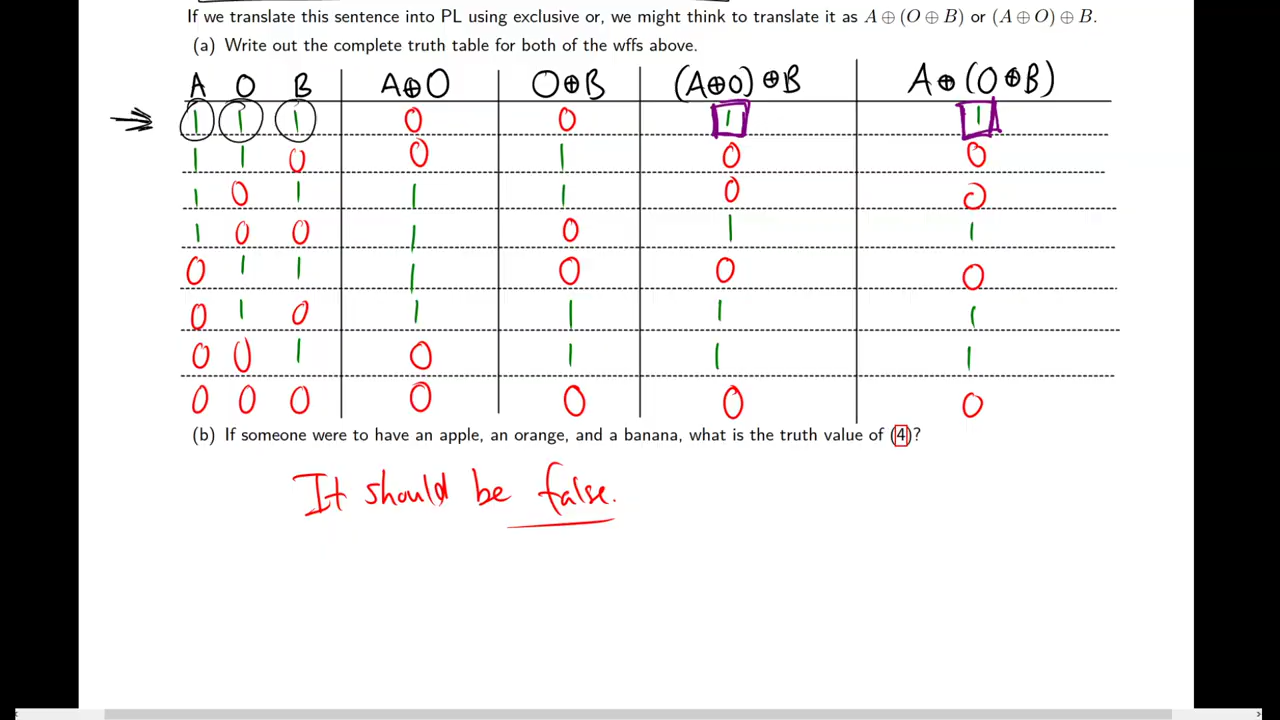 If we translate this sentence into PL using exclusive or, we might think to translate it as A ⊕ (O ⊕ B) or (A ⊕ O) ⊕ B.
(a) Write out the complete truth table for both of the wffs above.
A O B A⊕O O⊕B (A⊕O)⊕B A⊕(O⊕B)
1 1 1 0 0 1 1
1 1 0 0 1 0 0
1 0 1 1 1 0 0
1 0 0 1 0 1 1
0 1 1 1 0 0 0
0 1 0 1 1 1 1
0 0 1 0 1 1 1
0 0 0 0 0 0 0
(b) If someone were to have an apple, an orange, and a banana, what is the truth value of (4)?
It should be false.